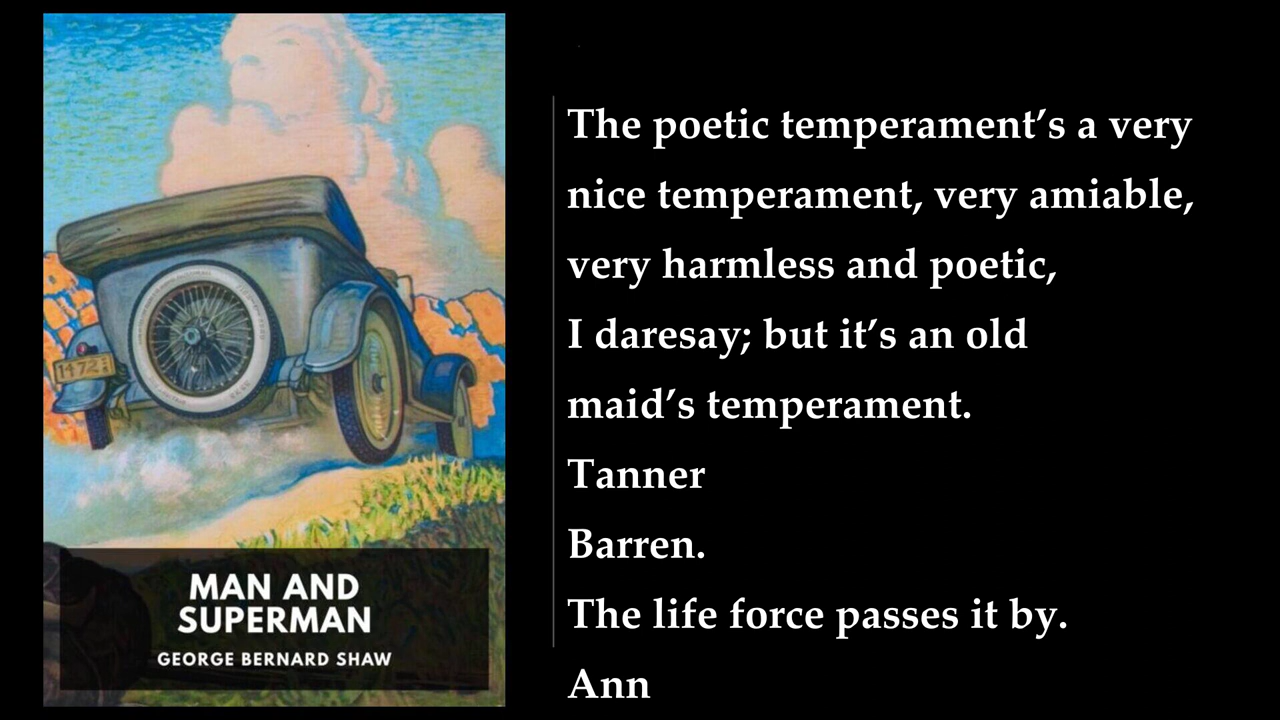 The poetic temperament’s a very
nice temperament, very amiable,
very harmless and poetic,
I daresay; but it’s an old
maid’s temperament.
Tanner
Barren.
The life force passes it by.
Ann
1472
MAN AND
SUPERMAN
GEORGE BERNARD SHAW